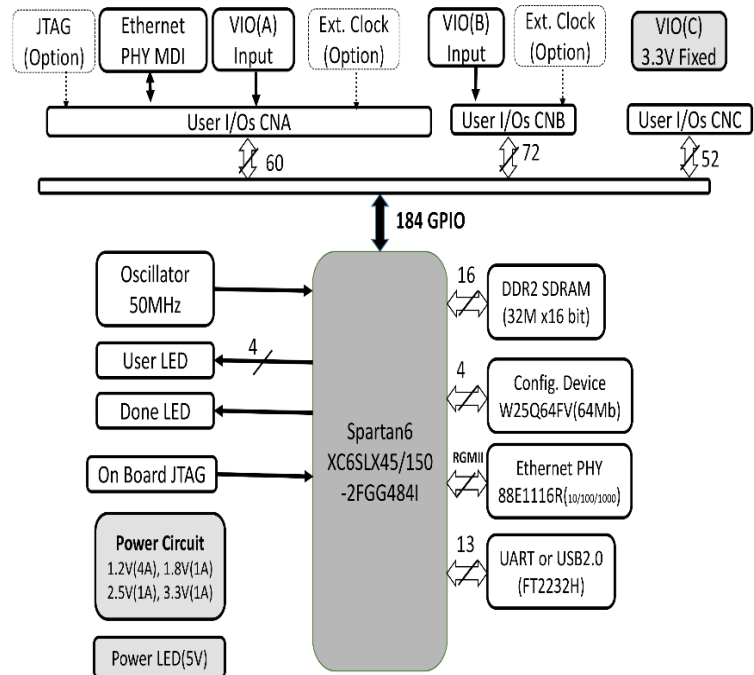 JTAG
(Option)
Ethernet
PHY MDI
VIO(A)
Input
Ext. Clock
(Option)
VIO(B)
Input
Ext. Clock
(Option)
VIO(C)
3.3V Fixed
User I/Os CNA
User I/Os CNB
User I/Os CNC
60
72
52
184 GPIO
Oscillator
50MHz
User LED
4
Done LED
On Board JTAG
Power Circuit
1.2V(4A), 1.8V(1A)
2.5V(1A), 3.3V(1A)
Power LED(5V)
Spartan6
XC6SLX45/150
-2FGG484I
16
DDR2 SDRAM
(32M x16 bit)
4
Config. Device
W25Q64FV(64Mb)
RGMII
Ethernet PHY
88E1116R(10/100/1000)
13
UART or USB2.0
(FT2232H)